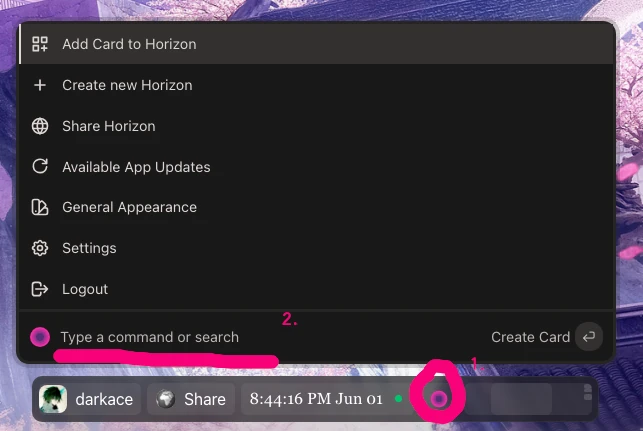 Add Card to Horizon
Create new Horizon
Share Horizon
Available App Updates
General Appearance
Settings
Logout
2.
Type a command or search
Create Card
1.
darkace
Share
8:44:16 PM Jun 01